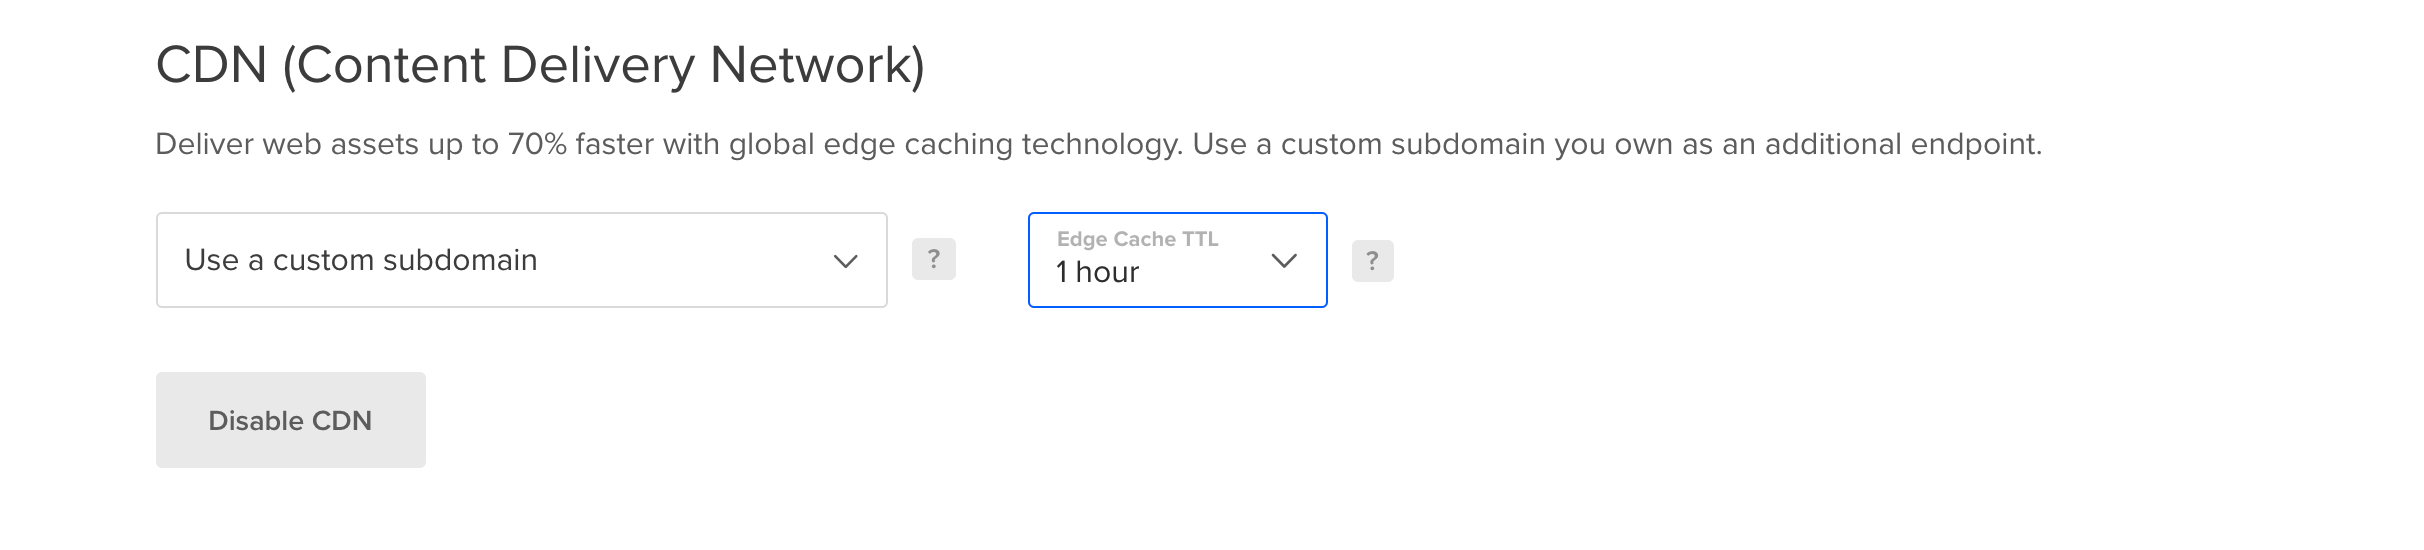 CDN (Content Delivery Network)
Deliver web assets up to 70% faster with global edge caching technology. Use a custom subdomain you own as an additional endpoint.
Use a custom subdomain
?
Edge Cache TTL
1 hour
?
Disable CDN